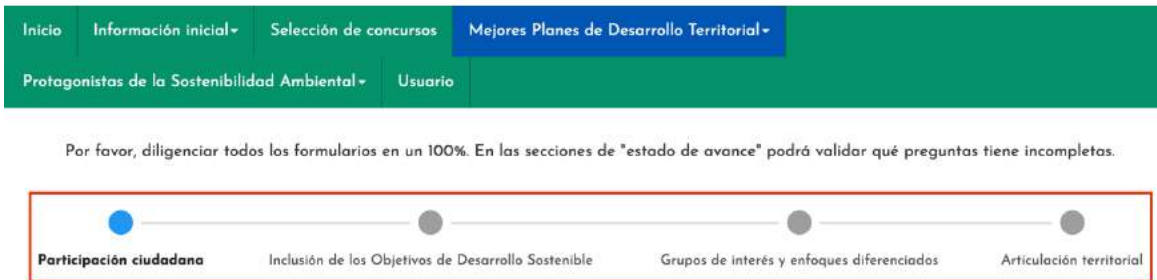 Inicio Información inicial Selección de concursos Mejores Planes de Desarrollo Territorial
Protagonistas de la Sostenibilidad Ambiental Usuario
Por favor, diligenciar todos los formularios en un 100%. En las secciones de "estado de avance" podrá validar qué preguntas tiene incompletas.
Participación ciudadana Inclusión de los Objetivos de Desarrollo Sostenible Grupos de interés y enfoques diferenciados Articulación territorial